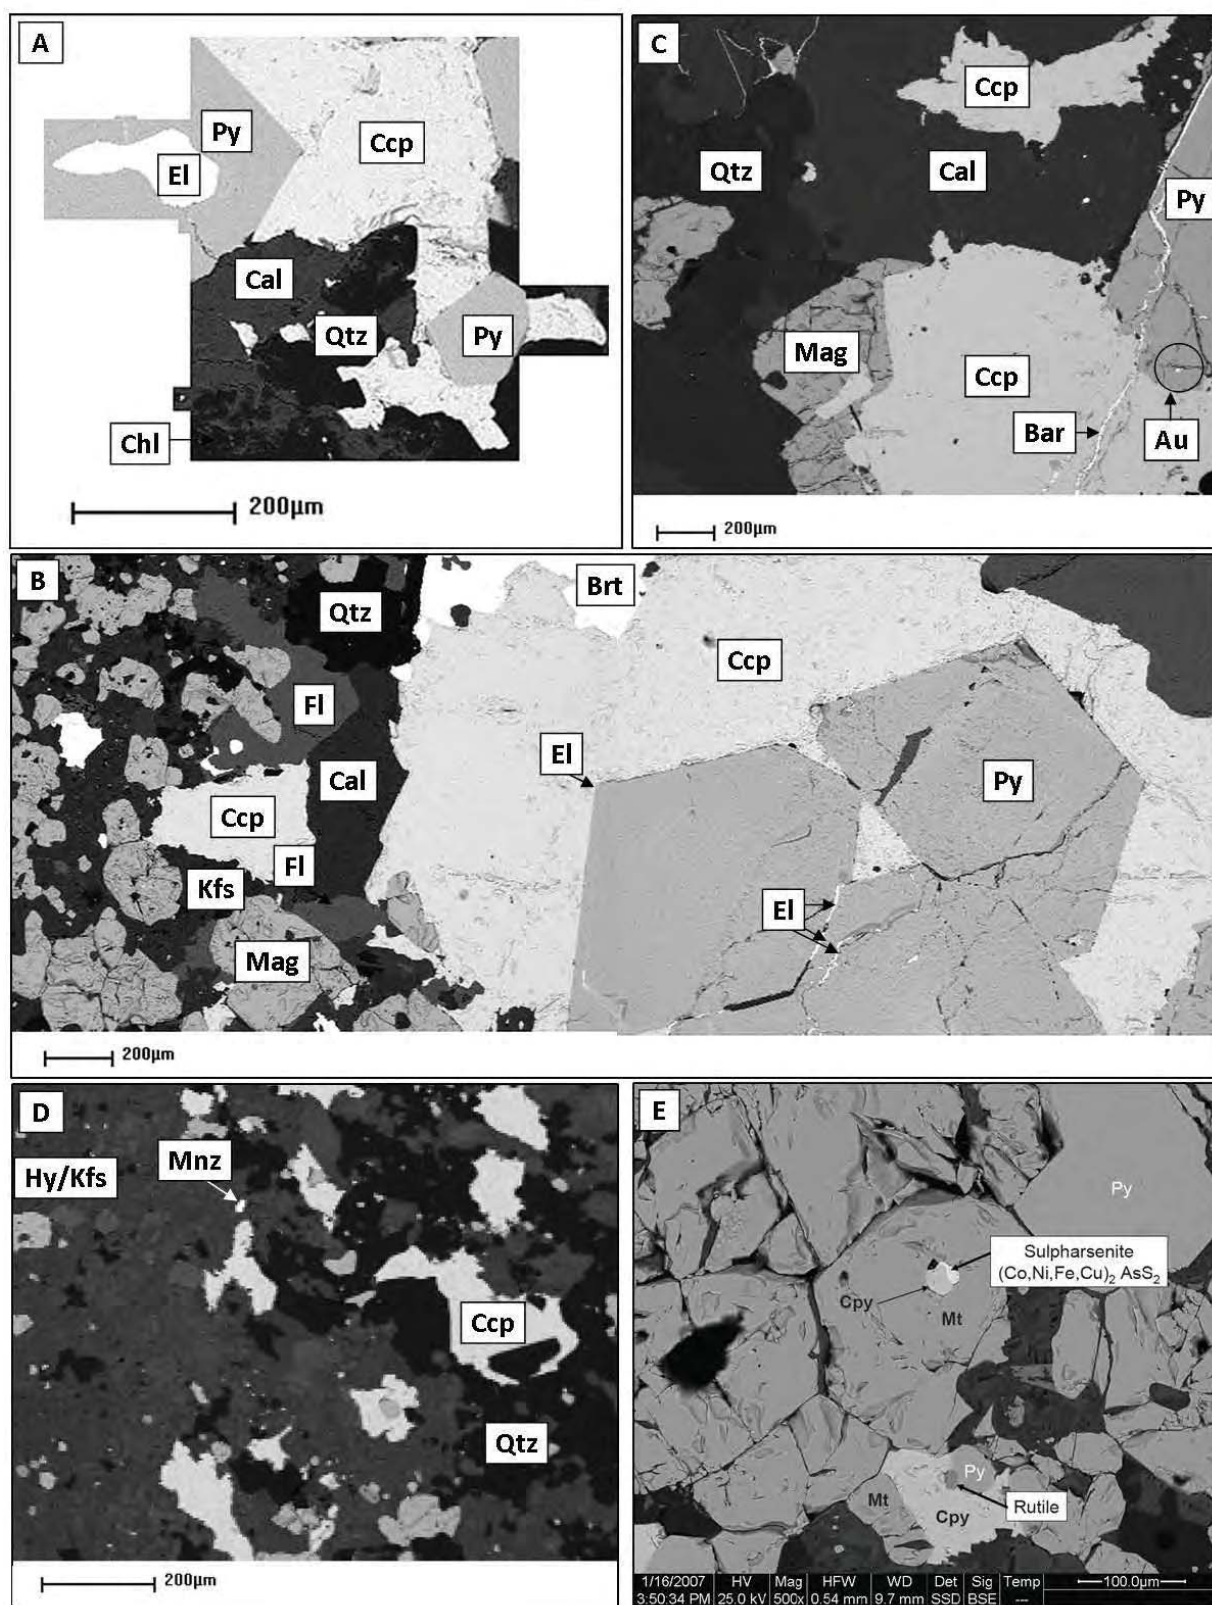 A
Py
El
Ccp
Cal
Qtz
Py
Chl
200μm
C
Ccp
Qtz
Cal
Py
Mag
Ccp
Bar
Au
200μm
B
Qtz
Brt
Ccp
Fl
El
Cal
Py
Ccp
Fl
Kfs
El
Mag
200μm
D
Mnz
Hy/Kfs
Ccp
Qtz
200μm
E
Py
Sulpharsenite
(Co,Ni,Fe,Cu)₂ AsS₂
Cpy
Mt
Py
Mt
Rutile
Cpy
1/16/2007 HV Mag HFW WD Det Sig Temp 100.0μm
3:50:34 PM 25.0 kV 500x 0.54 mm 9.7 mm SSD BSE ---